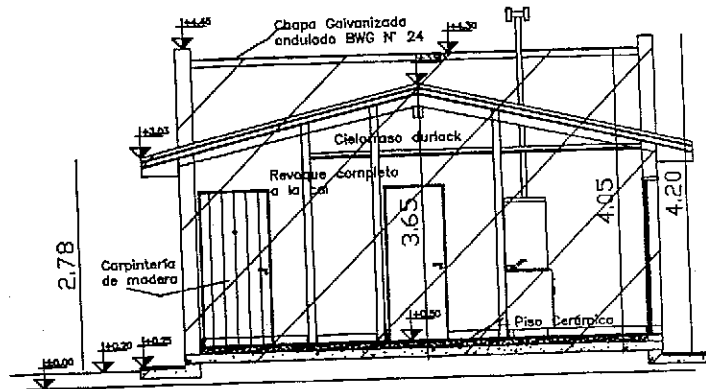 +4.45
Chapa Galvanizada
ondulada BWG N° 24
+4.30
+3.03
Cielorraso durlock
Revoque completo
a la cal
2,78
3,65
4,05
4,20
Carpintería
de madera
+0.50
Piso Cerámico
+0.00
+0.20
+0.25